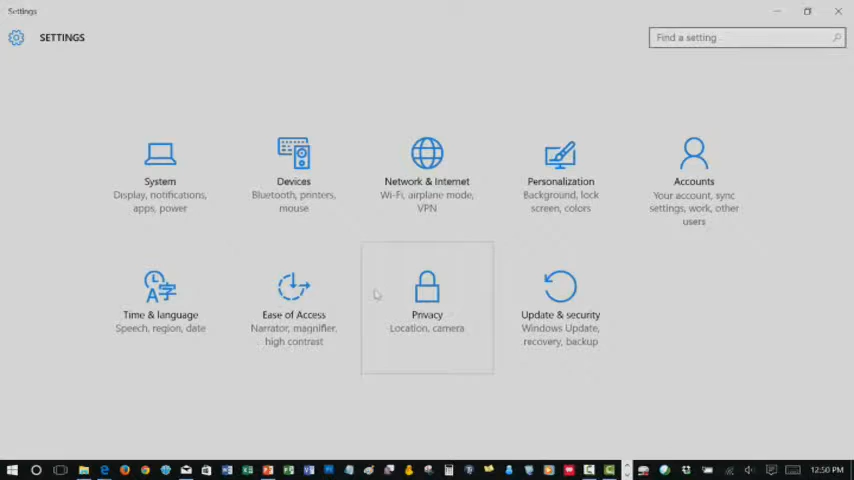 Settings
SETTINGS
Find a setting
System
Display, notifications,
apps, power
Devices
Bluetooth, printers,
mouse
Network & Internet
Wi-Fi, airplane mode,
VPN
Personalization
Background, lock
screen, colors
Accounts
Your account, sync
settings, work, other
users
A字
Time & language
Speech, region, date
Ease of Access
Narrator, magnifier,
high contrast
Privacy
Location, camera
Update & security
Windows Update,
recovery, backup
12:50 PM